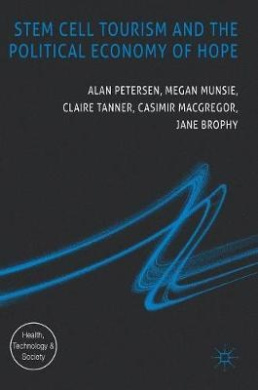 STEM CELL TOURISM AND THE
POLITICAL ECONOMY OF HOPE
ALAN PETERSEN, MEGAN MUNSIE,
CLAIRE TANNER, CASIMIR MACGREGOR,
JANE BROPHY
Health,
Technology &
Society